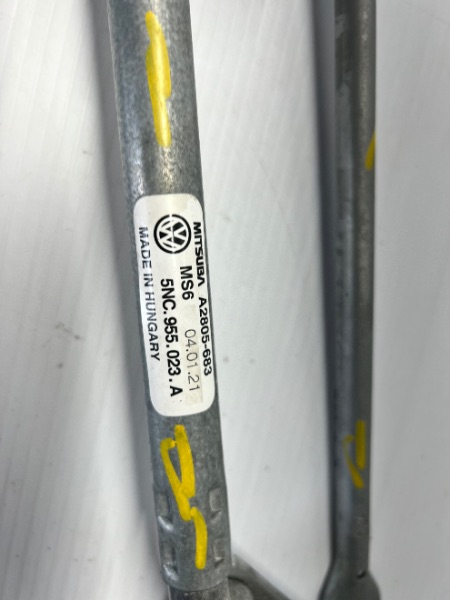 MITSUBA A2805-683
MS6 04.01.21
5NC.955.023.A
MADE IN HUNGARY